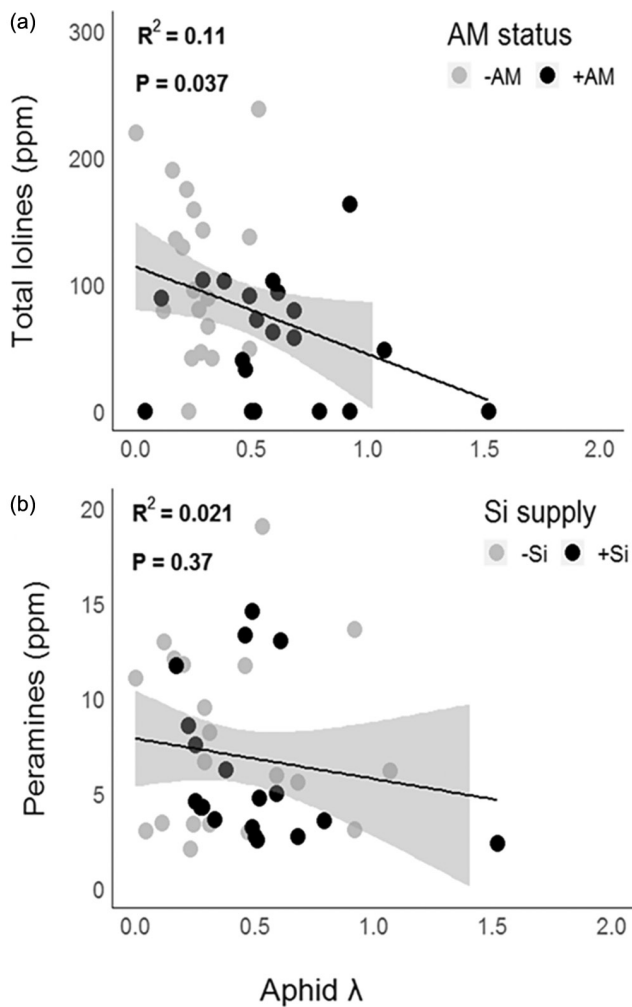 (a)
R² = 0.11
P = 0.037
AM status
-AM +AM
Total lolines (ppm)
300
200
100
0
0.0 0.5 1.0 1.5 2.0
(b)
R² = 0.021
P = 0.37
Si supply
-Si +Si
Peramines (ppm)
20
15
10
5
0
0.0 0.5 1.0 1.5 2.0
Aphid λ